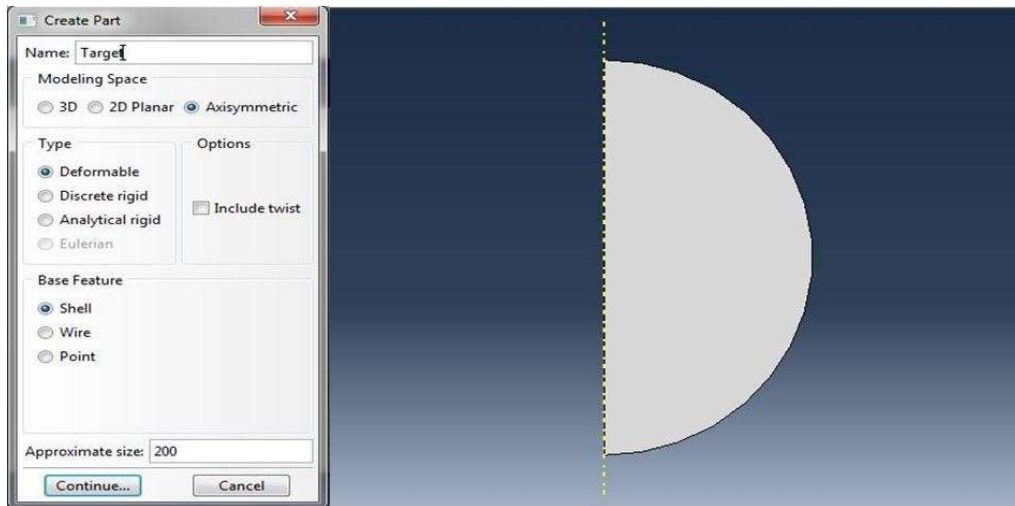 Create Part
Name: Target
Modeling Space
3D 2D Planar Axisymmetric
Type
Options
Deformable
Discrete rigid
Analytical rigid
Eulerian
Include twist
Base Feature
Shell
Wire
Point
Approximate size: 200
Continue... Cancel